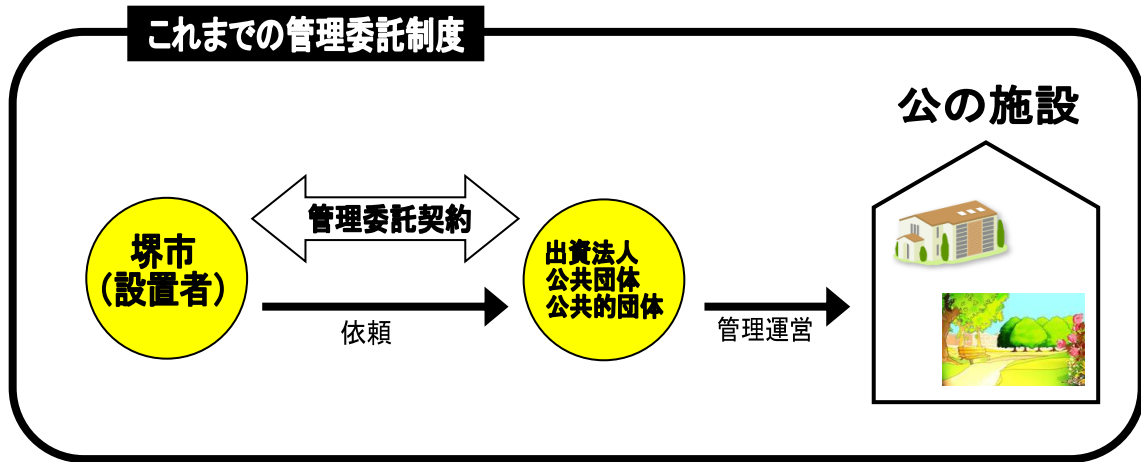 これまでの管理委託制度
公の施設
管理委託契約
堺市
(設置者)
出資法人
公共団体
公共的団体
依頼
管理運営